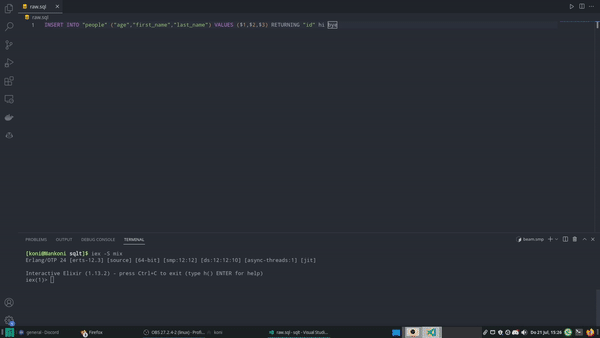 raw.sql
raw.sql
1 INSERT INTO "people" ("age","first_name","last_name") VALUES ($1,$2,$3) RETURNING "id" hi bye
PROBLEMS OUTPUT DEBUG CONSOLE TERMINAL
beam.smp
[koni@Nankoni sqlt]$ iex -S mix
Erlang/OTP 24 [erts-12.3] [source] [64-bit] [smp:12:12] [ds:12:12:10] [async-threads:1] [jit]
Interactive Elixir (1.13.2) - press Ctrl+C to exit (type h() ENTER for help)
iex(1)>
general - Discord
Firefox
OBS 27.2.4-2 (linux) - Profi...
koni
raw.sql - sqlt - Visual Studi...
Do 21 Jul, 15:28